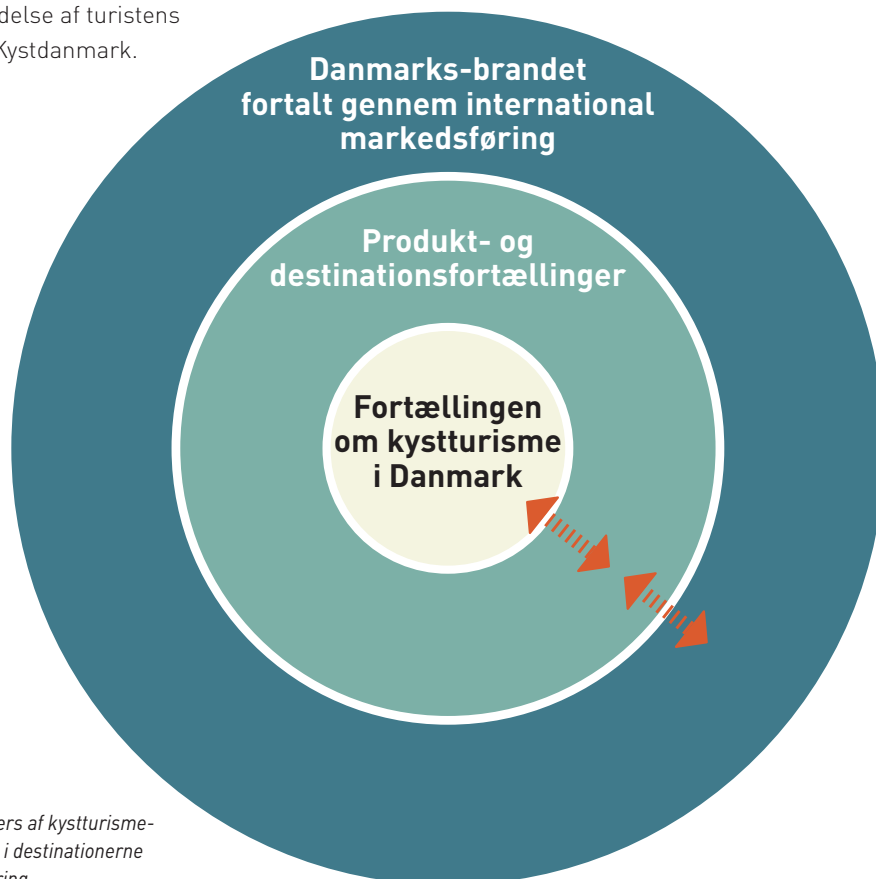 delse af turistens
Kystdanmark.
Danmarks-brandet
fortalt gennem international
markedsføring
Produkt- og
destinationsfortællinger
Fortællingen
om kystturisme
i Danmark
ers af kystturisme-
i destinationerne